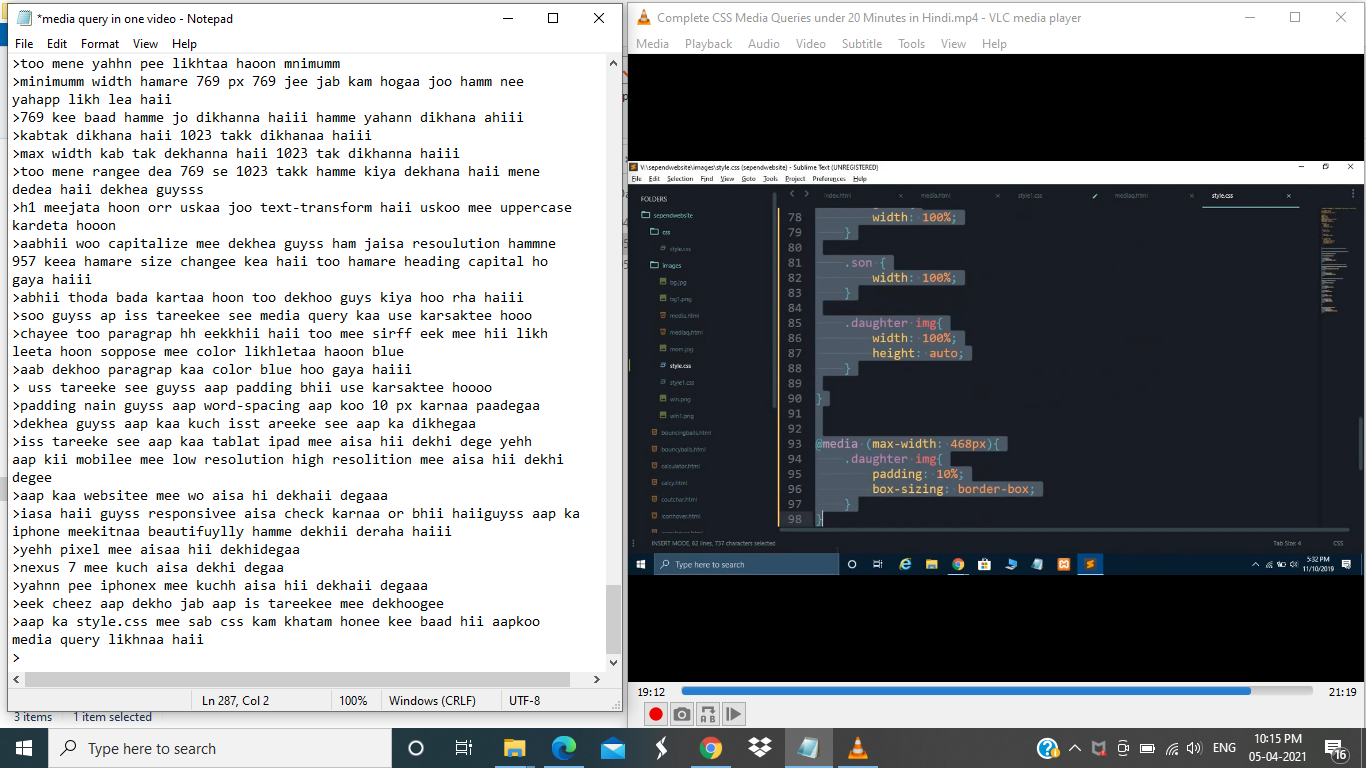 *media query in one video - Notepad
File Edit Format View Help
>too mene yahhn pee likhtaa haoon mnimumm
>minimumm width hamare 769 px 769 jee jab kam hogaa joo hamm nee
yahapp likh lea haii
>769 kee baad hamme jo dikhanna haiii hamme yahann dikhana ahiii
>kabtak dikhana haii 1023 takk dikhanaa haiii
>max width kab tak dekhanna haii 1023 tak dikhanna haiii
>too mene rangee dea 769 se 1023 takk hamme kiya dekhana haii mene
dedea haii dekhea guysss
>h1 meejata hoon orr uskaa joo text-transform haii uskoo mee uppercase
kardeta hooon
>aabhii woo capitalize mee dekhea guyss ham jaisa resoulution hammne
957 keea hamare size changee kea haii too hamare heading capital ho
gaya haiii
>abhii thoda bada kartaa hoon too dekhoo guys kiya hoo rha haiii
>soo guyss ap iss tareekee see media query kaa use karsaktee hooo
>chayee too paragrap hh eekkhii haii too mee sirff eek mee hii likh
leeta hoon soppose mee color likhletaa haoon blue
>aab dekhoo paragrap kaa color blue hoo gaya haiii
> uss tareeke see guyss aap padding bhii use karsaktee hoooo
>padding nain guyss aap word-spacing aap koo 10 px karnaa paadegaa
>dekhea guyss aap kaa kuch isst areeke see aap ka dikhegaa
>iss tareeke see aap kaa tablat ipad mee aisa hii dekhi dege yehh
aap kii mobilee mee low resolution high resolition mee aisa hii dekhi
degee
>aap kaa websitee mee wo aisa hi dekhaii degaaa
>iasa haii guyss responsivee aisa check karnaa or bhii haiiguyss aap ka
iphone meekitnaa beautifuylly hamme dekhii deraha haiii
>yehh pixel mee aisaa hii dekhidegaa
>nexus 7 mee kuch aisa dekhi degaa
>yahnn pee iphonex mee kuchh aisa hii dekhaii degaaa
>eek cheez aap dekho jab aap is tareekee mee dekhoogee
>aap ka style.css mee sab css kam khatam honee kee baad hii aapkoo
media query likhnaa haii
>
Ln 287, Col 2 100% Windows (CRLF) UTF-8
3 items 1 item selected
Complete CSS Media Queries under 20 Minutes in Hindi.mp4 - VLC media player
Media Playback Audio Video Subtitle Tools View Help
V:\sependwebsite\images\style.css (sependwebsite) - Sublime Text (UNREGISTERED)
File Edit Selection Find View Goto Tools Project Preferences Help
index.html media.html style1.css mediaq.html style.css
FOLDERS
sependwebsite
css
style.css
images
bg.jpg
bg1.png
media.html
mediaq.html
mom.jpg
style.css
style1.css
win.png
win1.png
bouncingballs.html
bouncyballs.html
calculator.html
calcy.html
coutchar.html
iconhover.html
78 width: 100%;
79 }
80
81 .son {
82 width: 100%;
83 }
84
85 .daughter img{
86 width: 100%;
87 height: auto;
88 }
89
90 }
91
92
93 @media (max-width: 468px){
94 .daughter img{
95 padding: 10%;
96 box-sizing: border-box;
97 }
98 }
INSERT MODE, 62 lines, 737 characters selected Tab Size: 4 CSS
Type here to search 5:32 PM
11/10/2019
19:12 21:19
Type here to search ENG 10:15 PM
05-04-2021 16